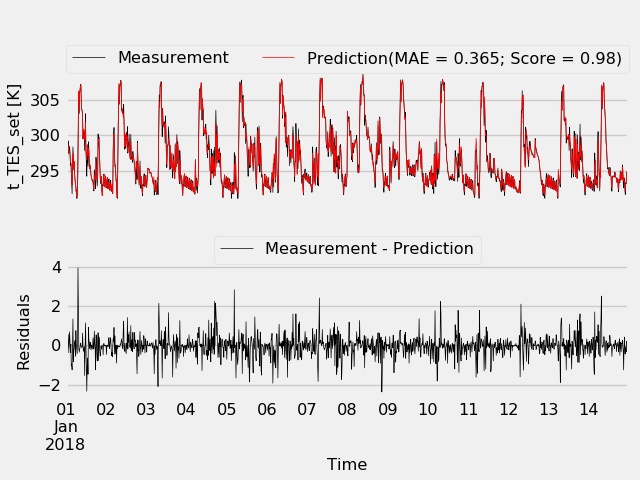 Measurement Prediction(MAE = 0.365; Score = 0.98)
t_TES_set [K]
305
300
295
Measurement - Prediction
Residuals
4
2
0
−2
01 02 03 04 05 06 07 08 09 10 11 12 13 14
Jan
2018
Time